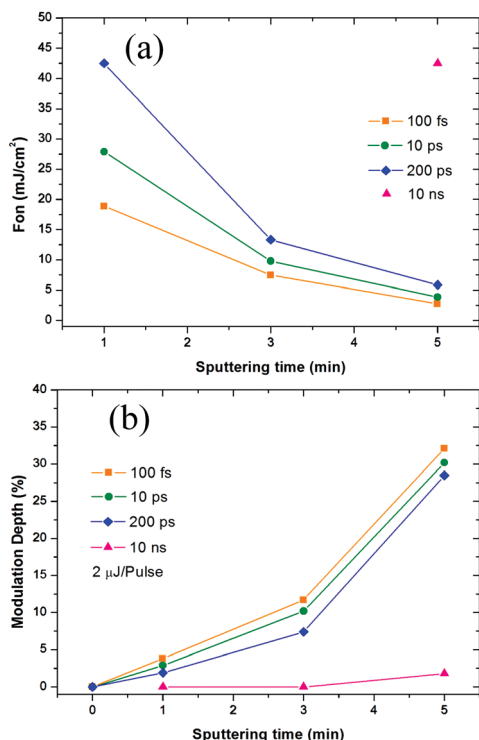 (a)
Fon (mJ/cm²)
50
45
40
35
30
25
20
15
10
5
0
100 fs
10 ps
200 ps
10 ns
1 2 3 4 5
Sputtering time (min)
(b)
Modulation Depth (%)
40
35
30
25
20
15
10
5
0
100 fs
10 ps
200 ps
10 ns
2 μJ/Pulse
0 1 2 3 4 5
Sputtering time (min)